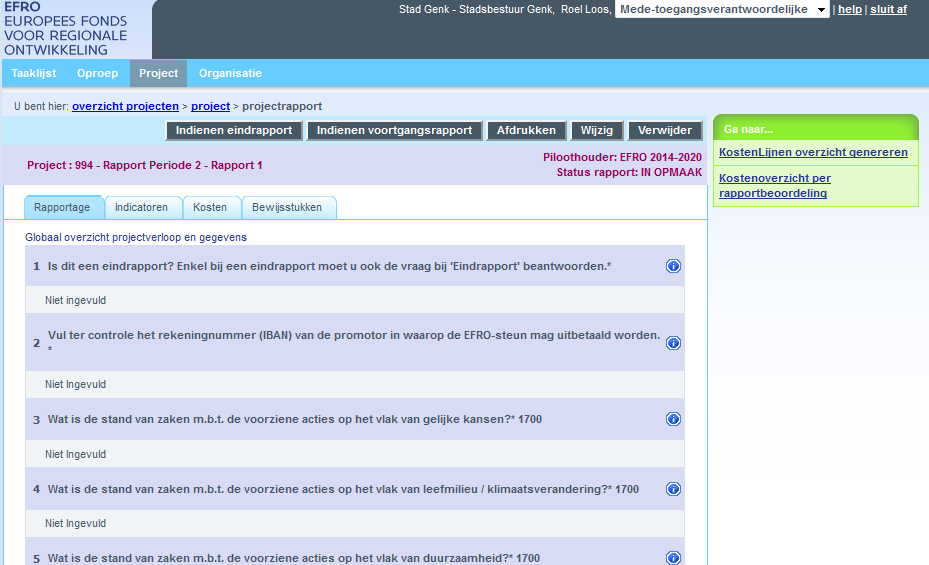 EFRO
EUROPEES FONDS
VOOR REGIONALE
ONTWIKKELING
Stad Genk - Stadsbestuur Genk, Roel Loos, Mede-toegangsverantwoordelijke | help | sluit af
Taaklijst Oproep Project Organisatie
U bent hier: overzicht projecten > project > projectrapport
Indienen eindrapport Indienen voortgangsrapport Afdrukken Wijzig Verwijder
Project : 994 - Rapport Periode 2 - Rapport 1
Piloothouder: EFRO 2014-2020
Status rapport: IN OPMAAK
Ga naar...
KostenLijnen overzicht genereren
Kostenoverzicht per
rapportbeoordeling
Rapportage Indicatoren Kosten Bewijsstukken
Globaal overzicht projectverloop en gegevens
1 Is dit een eindrapport? Enkel bij een eindrapport moet u ook de vraag bij 'Eindrapport' beantwoorden.*
Niet ingevuld
2 Vul ter controle het rekeningnummer (IBAN) van de promotor in waarop de EFRO-steun mag uitbetaald worden.
*
Niet Ingevuld
3 Wat is de stand van zaken m.b.t. de voorziene acties op het vlak van gelijke kansen?* 1700
Niet Ingevuld
4 Wat is de stand van zaken m.b.t. de voorziene acties op het vlak van leefmilieu / klimaatsverandering?* 1700
Niet Ingevuld
5 Wat is de stand van zaken m.b.t. de voorziene acties op het vlak van duurzaamheid?* 1700